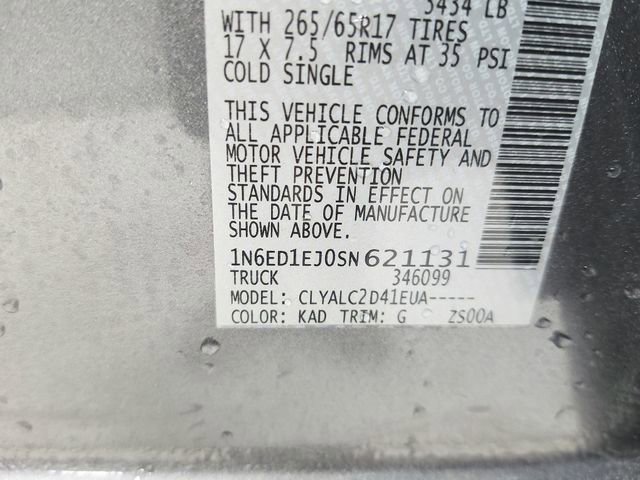 5434 LB
WITH 265/65R17 TIRES
17 X 7.5 RIMS AT 35 PSI
COLD SINGLE
THIS VEHICLE CONFORMS TO
ALL APPLICABLE FEDERAL
MOTOR VEHICLE SAFETY AND
THEFT PREVENTION
STANDARDS IN EFFECT ON
THE DATE OF MANUFACTURE
SHOWN ABOVE.
1N6ED1EJ0SN621131
TRUCK 346099
MODEL: CLYALC2D41EUA-----
COLOR: KAD TRIM: G ZS00A